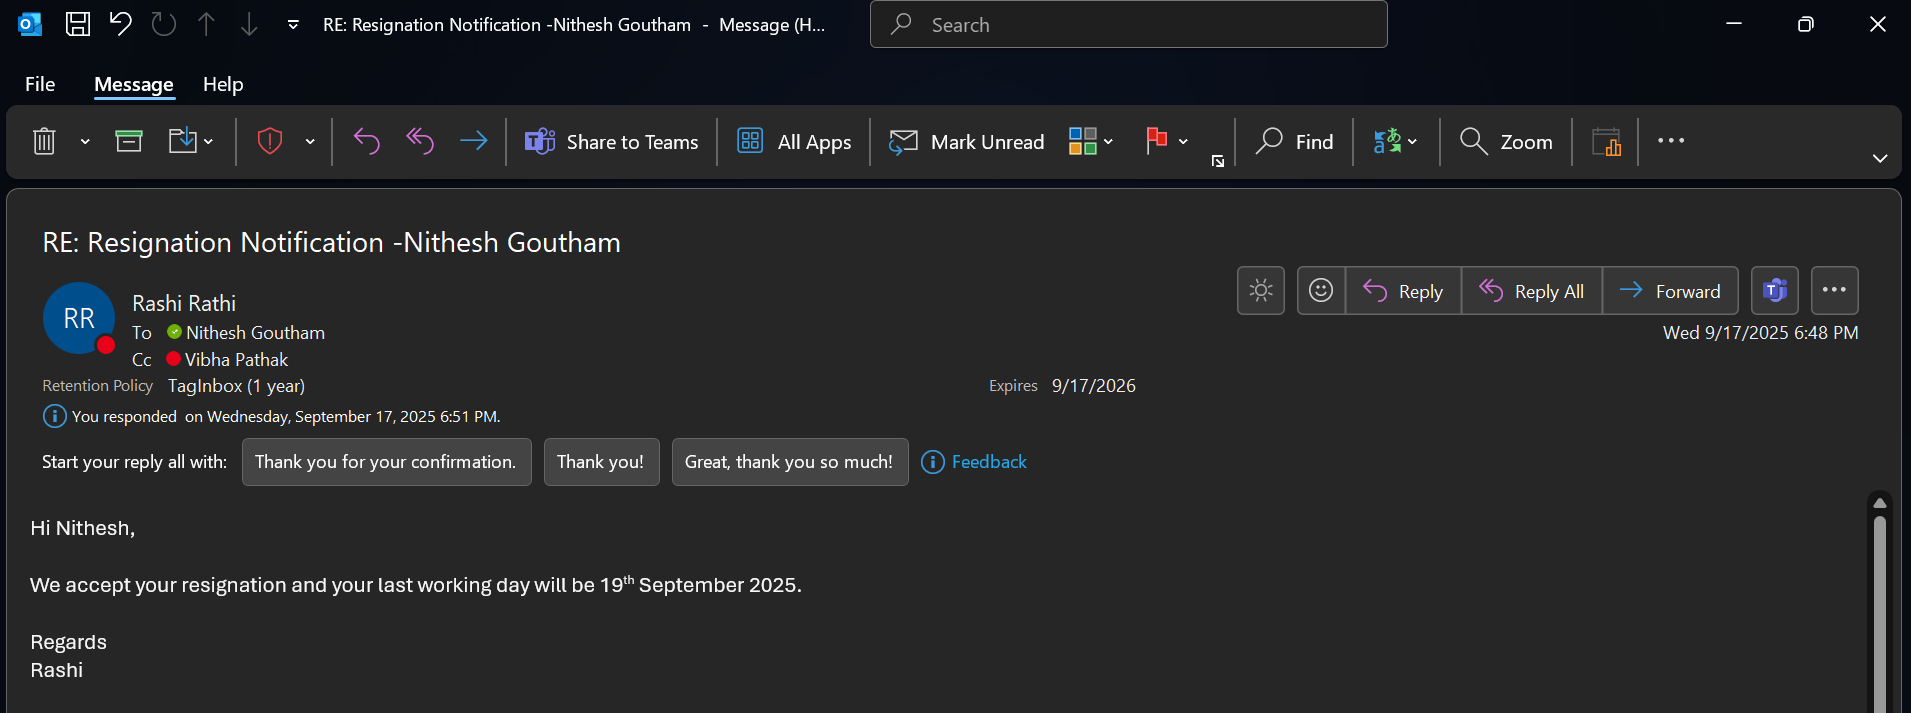 RE: Resignation Notification -Nithesh Goutham - Message (H...
Search
File Message Help
Share to Teams All Apps Mark Unread Find Zoom
RE: Resignation Notification -Nithesh Goutham
RR
Rashi Rathi
To Nithesh Goutham
Cc Vibha Pathak
Reply Reply All Forward
Wed 9/17/2025 6:48 PM
Retention Policy TagInbox (1 year) Expires 9/17/2026
You responded on Wednesday, September 17, 2025 6:51 PM.
Start your reply all with: Thank you for your confirmation. Thank you! Great, thank you so much! Feedback
Hi Nithesh,
We accept your resignation and your last working day will be 19th September 2025.
Regards
Rashi